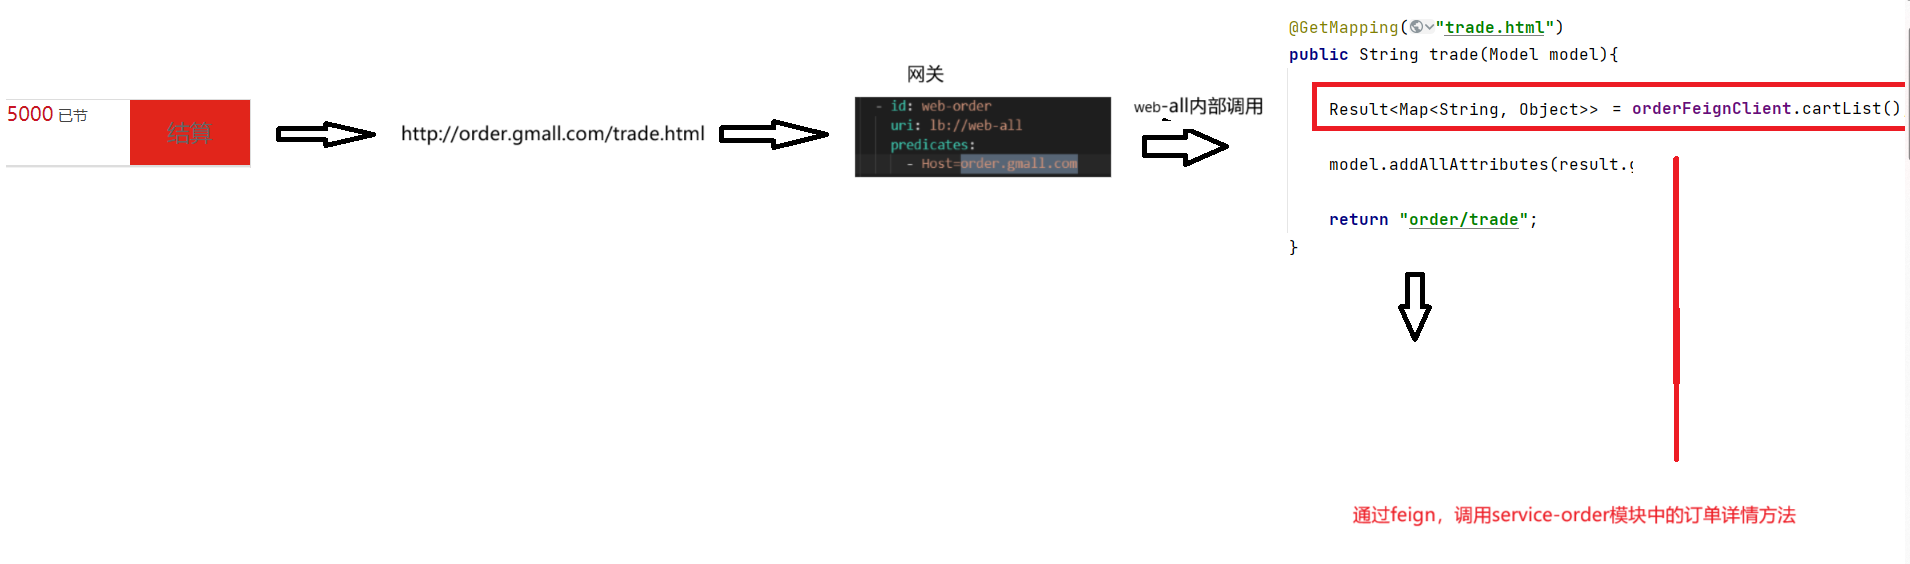 5000 已节
结算
http://order.gmall.com/trade.html
网关
- id: web-order
uri: lb://web-all
predicates:
- Host=order.gmall.com
web-all内部调用
@GetMapping("trade.html")
public String trade(Model model){
Result<Map<String, Object>> = orderFeignClient.cartList()
model.addAllAttributes(result.g
return "order/trade";
}
通过feign，调用service-order模块中的订单详情方法